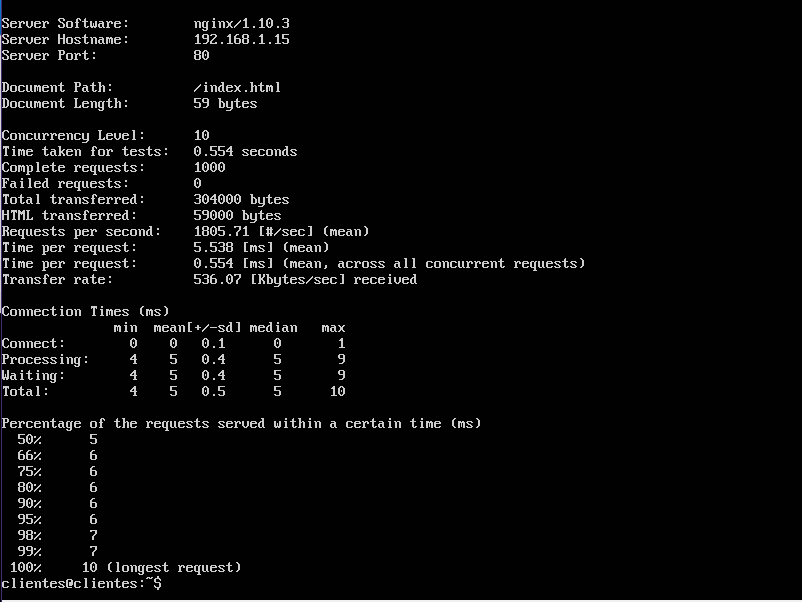 Server Software:        nginx/1.10.3
Server Hostname:        192.168.1.15
Server Port:            80

Document Path:          /index.html
Document Length:        59 bytes

Concurrency Level:      10
Time taken for tests:   0.554 seconds
Complete requests:      1000
Failed requests:        0
Total transferred:      304000 bytes
HTML transferred:       59000 bytes
Requests per second:    1805.71 [#/sec] (mean)
Time per request:       5.538 [ms] (mean)
Time per request:       0.554 [ms] (mean, across all concurrent requests)
Transfer rate:          536.07 [Kbytes/sec] received

Connection Times (ms)
              min  mean[+/-sd] median   max
Connect:        0    0   0.1      0       1
Processing:     4    5   0.4      5       9
Waiting:        4    5   0.4      5       9
Total:          4    5   0.5      5      10

Percentage of the requests served within a certain time (ms)
  50%      5
  66%      6
  75%      6
  80%      6
  90%      6
  95%      6
  98%      7
  99%      7
 100%     10 (longest request)
clientes@clientes:~$